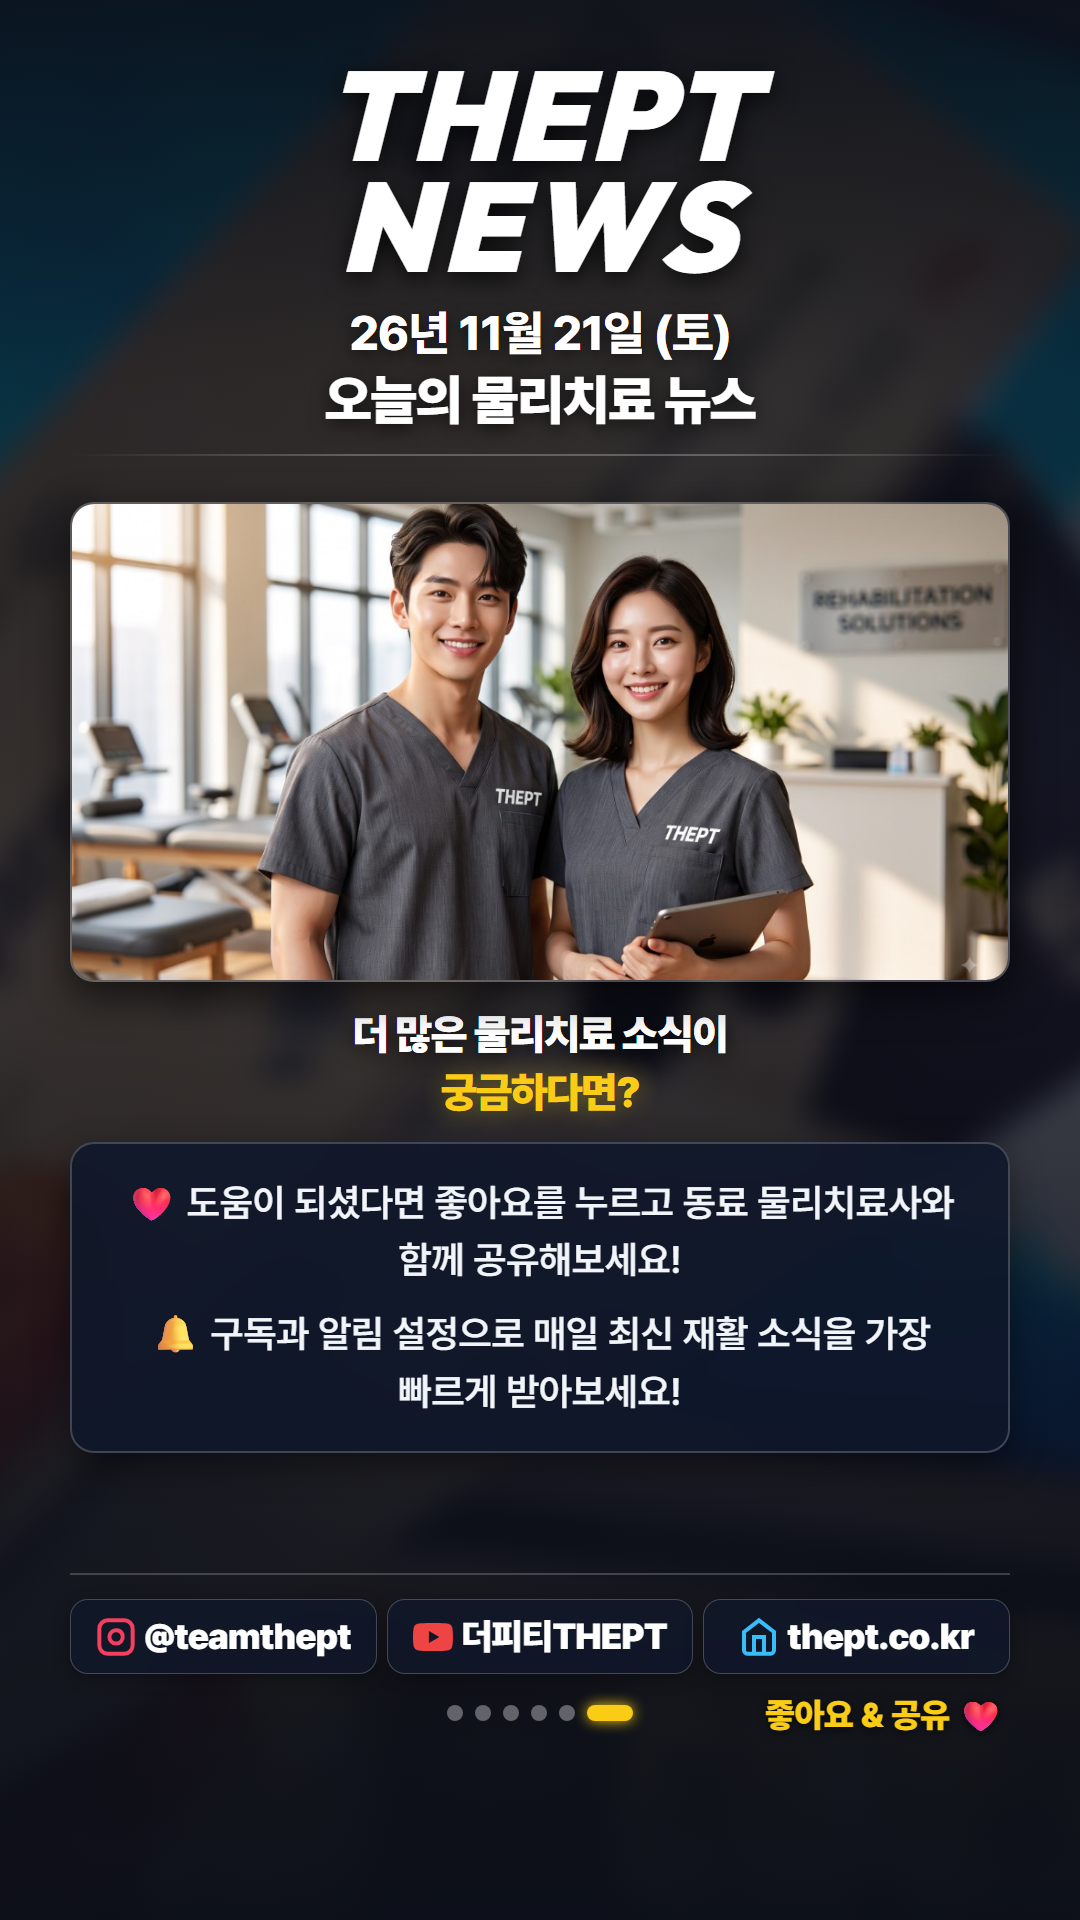 THEPT
NEWS
26년 11월 21일 (토)
오늘의 물리치료 뉴스
REHABILITATION
SOLUTIONS
THEPT
THEPT
더 많은 물리치료 소식이
궁금하다면?
❤️ 도움이 되셨다면 좋아요를 누르고 동료 물리치료사와
함께 공유해보세요!
🔔 구독과 알림 설정으로 매일 최신 재활 소식을 가장
빠르게 받아보세요!
@teamthept
더피티THEPT
thept.co.kr
좋아요 & 공유 ❤️